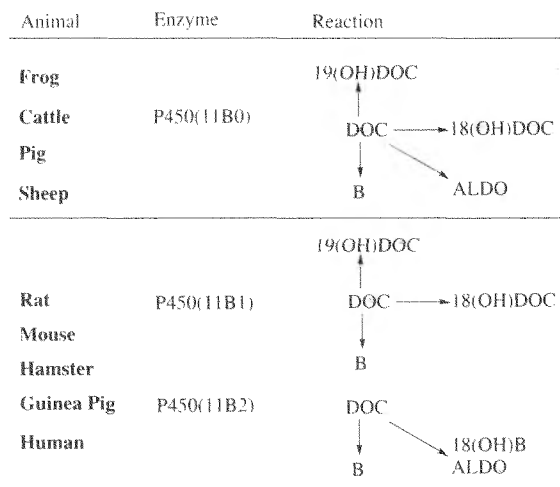 Animal Enzyme Reaction
19(OH)DOC
Frog
Cattle P450(11B0) DOC 18(OH)DOC
Pig
Sheep B ALDO
19(OH)DOC
Rat P450(11B1) DOC 18(OH)DOC
Mouse
Hamster B
Guinea Pig P450(11B2) DOC
Human 18(OH)B
B ALDO